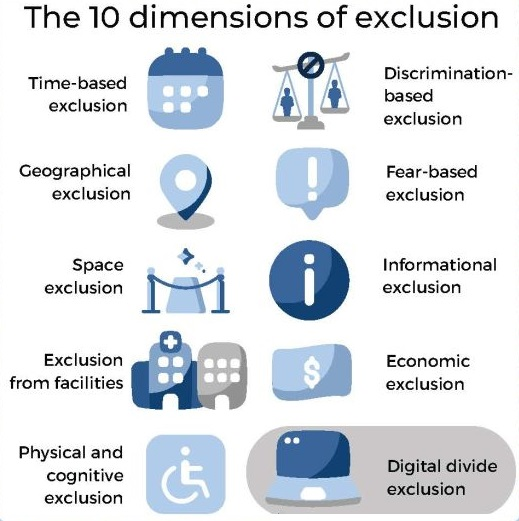 The 10 dimensions of exclusion
Time-based
exclusion
Discrimination-
based
exclusion
Geographical
exclusion
Fear-based
exclusion
Space
exclusion
Informational
exclusion
Exclusion
from facilities
Economic
exclusion
$
Physical and
cognitive
exclusion
Digital divide
exclusion